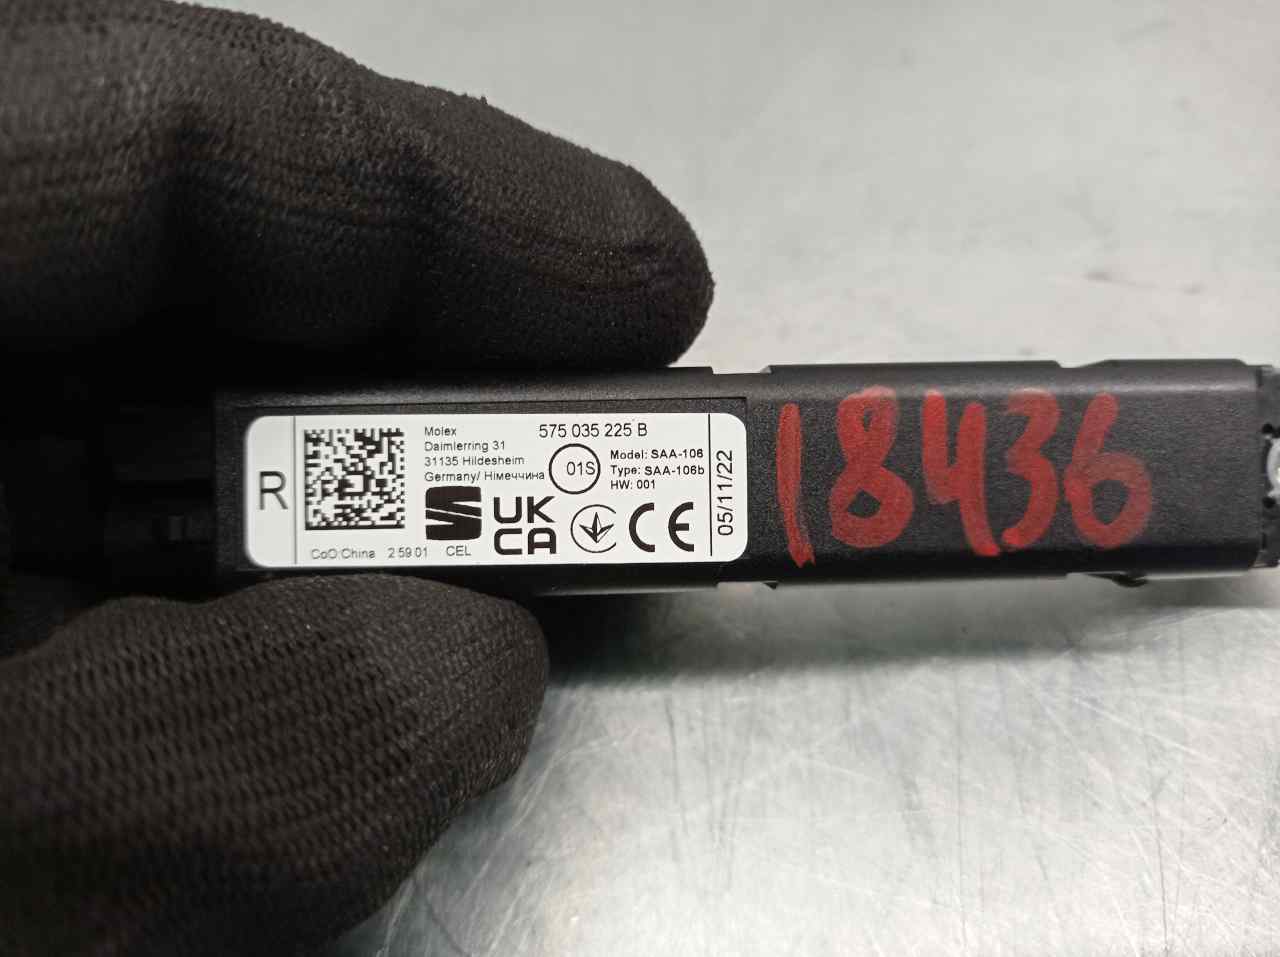 R
Molex
Daimlerring 31
31135 Hildesheim
Germany/ Німеччина
575 035 225 B
01S
Model: SAA-106
Type: SAA-106b
HW: 001
UK
CA
CE
CoO:China 2 59 01 CEL
05/11/22
18436